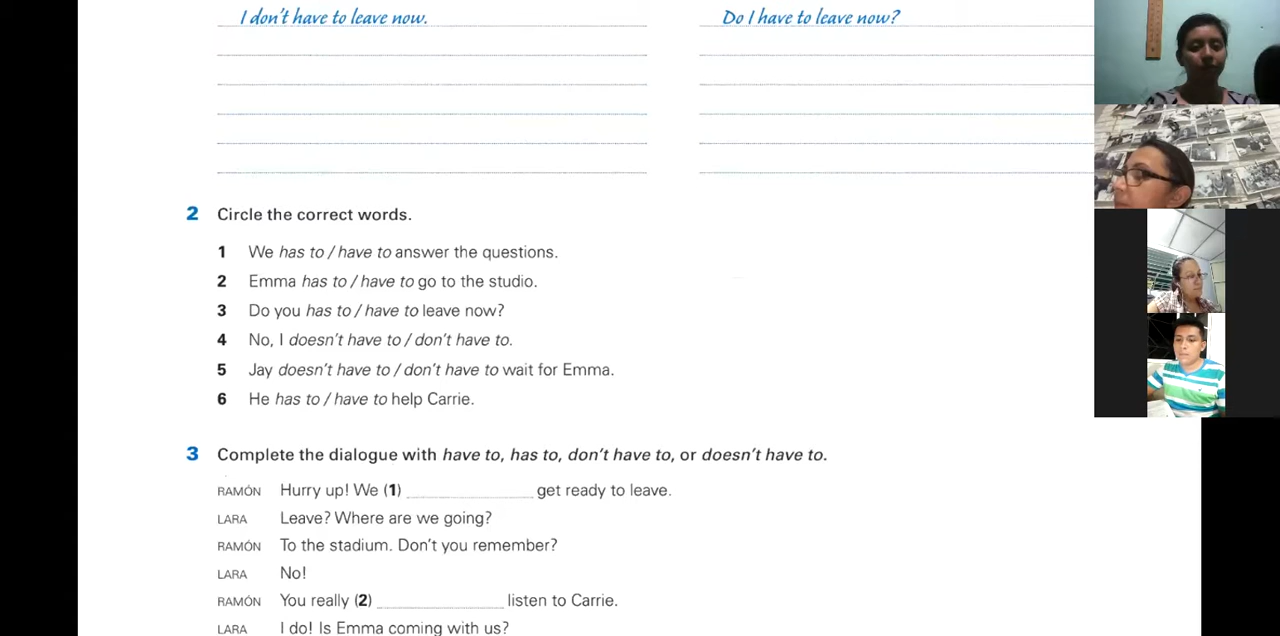 I don't have to leave now.
Do I have to leave now?
2 Circle the correct words.
1 We has to / have to answer the questions.
2 Emma has to / have to go to the studio.
3 Do you has to / have to leave now?
4 No, I doesn't have to / don't have to.
5 Jay doesn't have to / don't have to wait for Emma.
6 He has to / have to help Carrie.
3 Complete the dialogue with have to, has to, don't have to, or doesn't have to.
RAMÓN Hurry up! We (1) ______________ get ready to leave.
LARA Leave? Where are we going?
RAMÓN To the stadium. Don't you remember?
LARA No!
RAMÓN You really (2) ______________ listen to Carrie.
LARA I do! Is Emma coming with us?